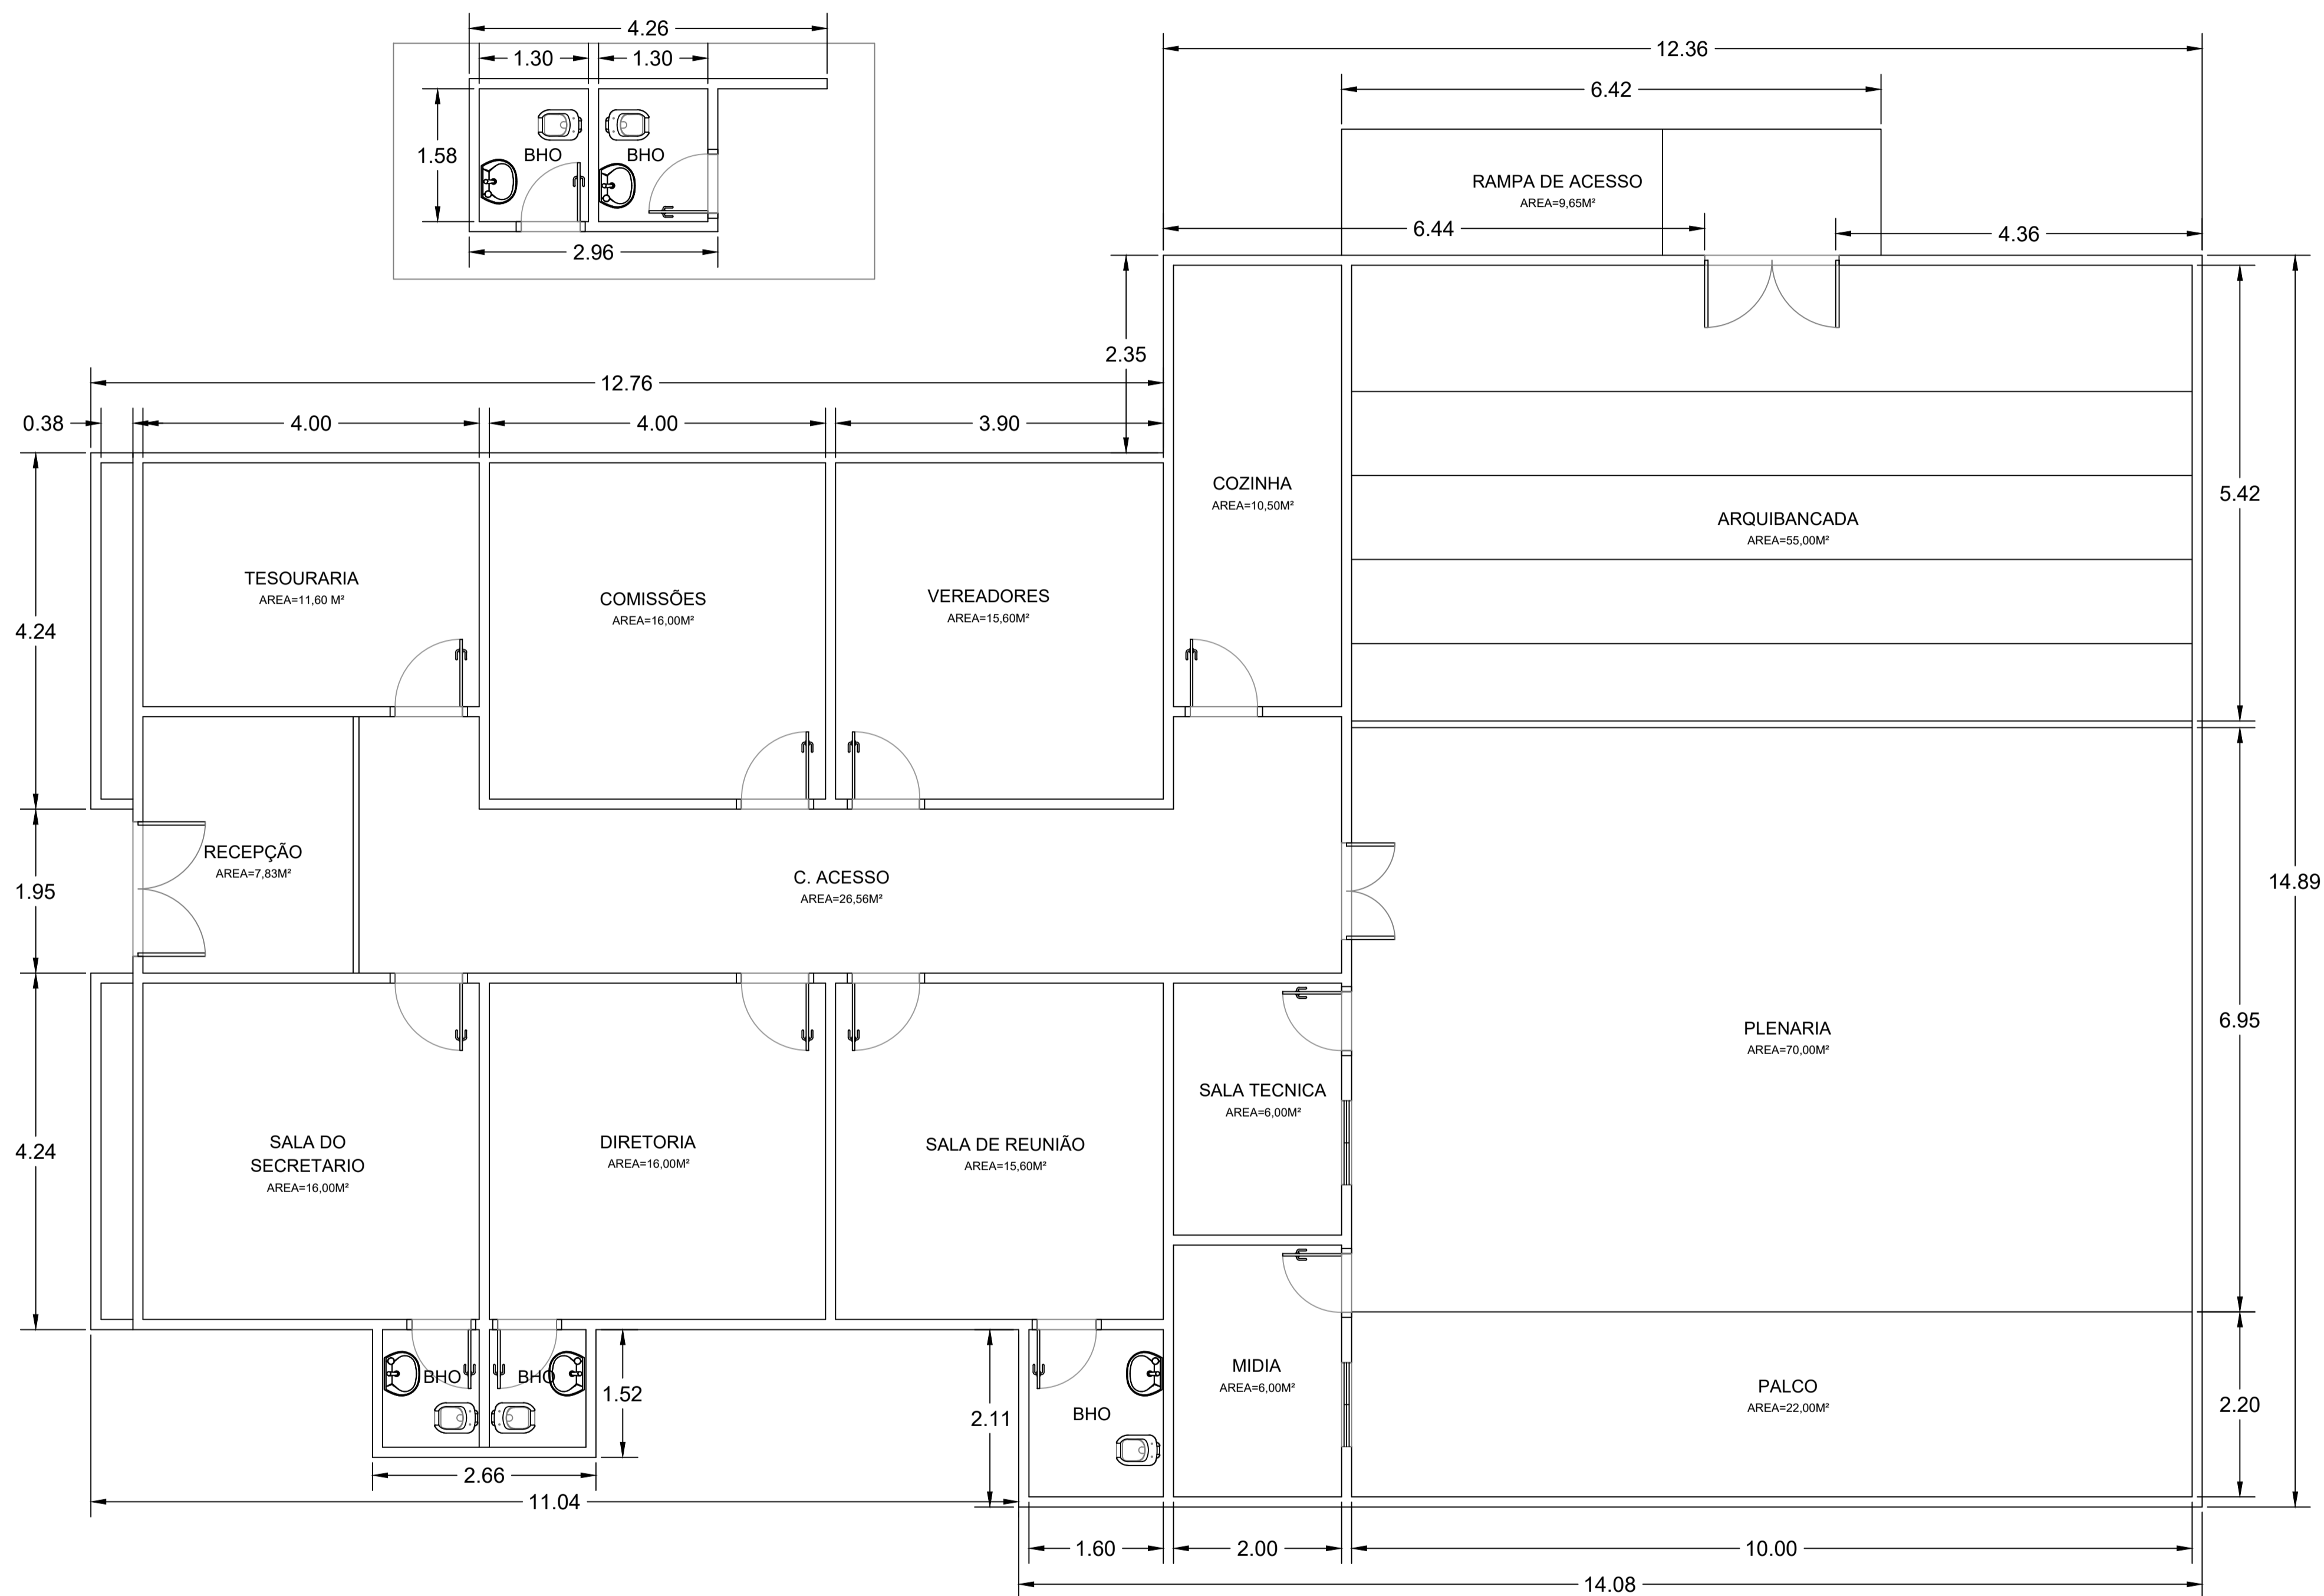 4.26
1.30
1.30
12.36
6.42
1.58
BHO
BHO
RAMPA DE ACESSO
AREA=9,65M²
6.44
4.36
2.96
2.35
12.76
0.38
4.00
4.00
3.90
COZINHA
AREA=10,50M²
5.42
ARQUIBANCADA
AREA=55,00M²
TESOURARIA
AREA=11,60 M²
COMISSÕES
AREA=16,00M²
VEREADORES
AREA=15,60M²
4.24
RECEPÇÃO
AREA=7,83M²
1.95
C. ACESSO
AREA=26,56M²
14.89
PLENARIA
AREA=70,00M²
6.95
SALA TECNICA
AREA=6,00M²
4.24
SALA DO
SECRETARIO
AREA=16,00M²
DIRETORIA
AREA=16,00M²
SALA DE REUNIÃO
AREA=15,60M²
BHO
BHO
1.52
2.11
BHO
MIDIA
AREA=6,00M²
PALCO
AREA=22,00M²
2.20
2.66
11.04
1.60
2.00
10.00
14.08